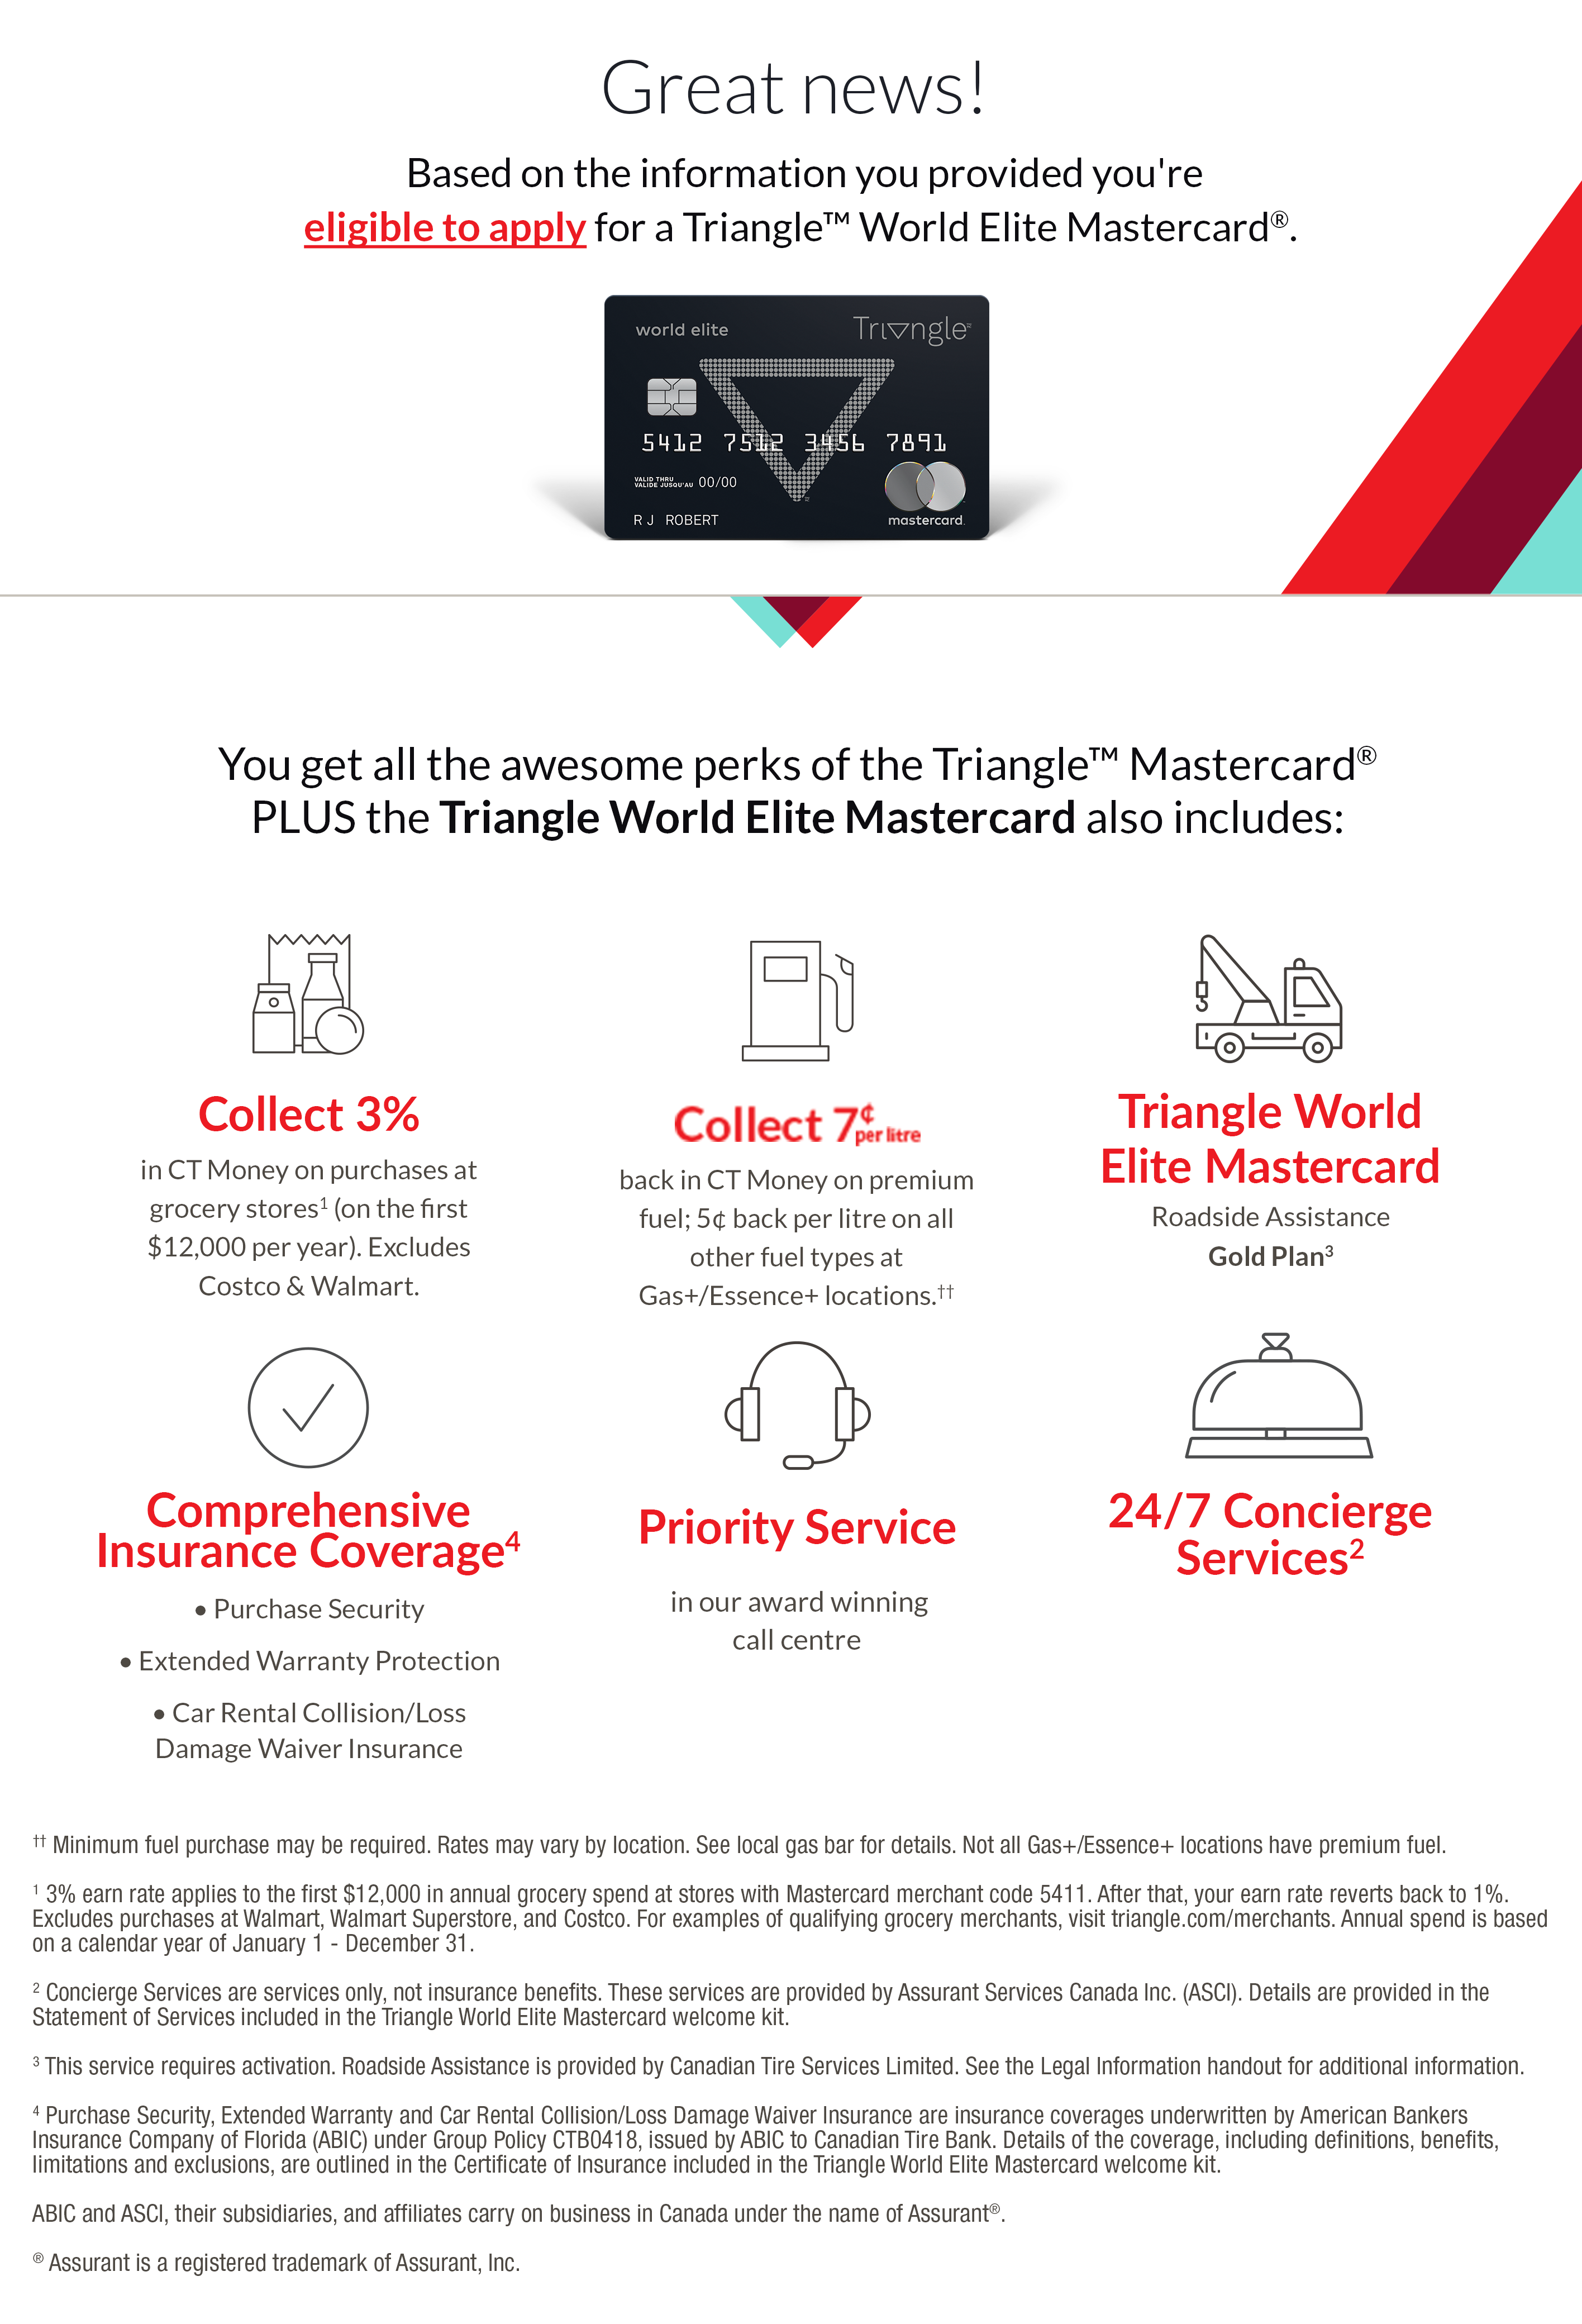 Great news!
Based on the information you provided you're
eligible to apply for a Triangle™ World Elite Mastercard®.
world elite
Triangle
5412 7512 3456 7891
VALID THRU
VALIDE JUSQU'AU 00/00
R J ROBERT
mastercard.
You get all the awesome perks of the Triangle™ Mastercard®
PLUS the Triangle World Elite Mastercard also includes:
Collect 3%
in CT Money on purchases at
grocery stores¹ (on the first
$12,000 per year). Excludes
Costco & Walmart.
Collect 7¢ per litre
back in CT Money on premium
fuel; 5¢ back per litre on all
other fuel types at
Gas+/Essence+ locations.††
Triangle World
Elite Mastercard
Roadside Assistance
Gold Plan³
Comprehensive
Insurance Coverage⁴
• Purchase Security
• Extended Warranty Protection
• Car Rental Collision/Loss
Damage Waiver Insurance
Priority Service
in our award winning
call centre
24/7 Concierge
Services²
†† Minimum fuel purchase may be required. Rates may vary by location. See local gas bar for details. Not all Gas+/Essence+ locations have premium fuel.
¹ 3% earn rate applies to the first $12,000 in annual grocery spend at stores with Mastercard merchant code 5411. After that, your earn rate reverts back to 1%.
Excludes purchases at Walmart, Walmart Superstore, and Costco. For examples of qualifying grocery merchants, visit triangle.com/merchants. Annual spend is based
on a calendar year of January 1 - December 31.
² Concierge Services are services only, not insurance benefits. These services are provided by Assurant Services Canada Inc. (ASCI). Details are provided in the
Statement of Services included in the Triangle World Elite Mastercard welcome kit.
³ This service requires activation. Roadside Assistance is provided by Canadian Tire Services Limited. See the Legal Information handout for additional information.
⁴ Purchase Security, Extended Warranty and Car Rental Collision/Loss Damage Waiver Insurance are insurance coverages underwritten by American Bankers
Insurance Company of Florida (ABIC) under Group Policy CTB0418, issued by ABIC to Canadian Tire Bank. Details of the coverage, including definitions, benefits,
limitations and exclusions, are outlined in the Certificate of Insurance included in the Triangle World Elite Mastercard welcome kit.
ABIC and ASCI, their subsidiaries, and affiliates carry on business in Canada under the name of Assurant®.
® Assurant is a registered trademark of Assurant, Inc.